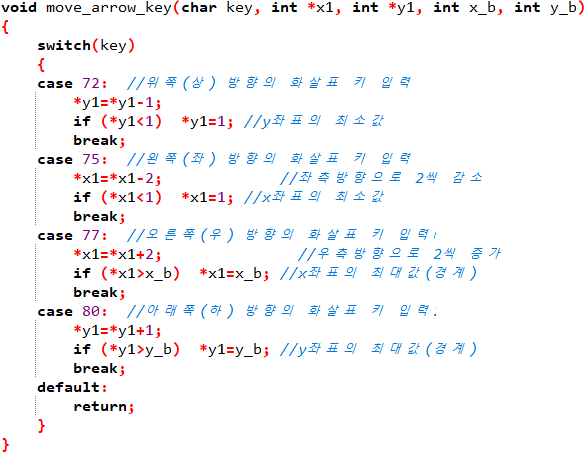 void move_arrow_key(char key, int *x1, int *y1, int x_b, int y_b)
{
switch(key)
{
case 72: //위쪽(상) 방향의 화살표 키 입력
*y1=*y1-1;
if (*y1<1) *y1=1; //y좌표의 최소값
break;
case 75: //왼쪽(좌) 방향의 화살표 키 입력
*x1=*x1-2; //좌측방향으로 2씩 감소
if (*x1<1) *x1=1; //x좌표의 최소값
break;
case 77: //오른쪽(우) 방향의 화살표 키 입력
*x1=*x1+2; //우측방향으로 2씩 증가
if (*x1>x_b) *x1=x_b; //x좌표의 최대값(경계)
break;
case 80: //아래쪽(하) 방향의 화살표 키 입력
*y1=*y1+1;
if (*y1>y_b) *y1=y_b; //y좌표의 최대값(경계)
break;
default:
return;
}
}